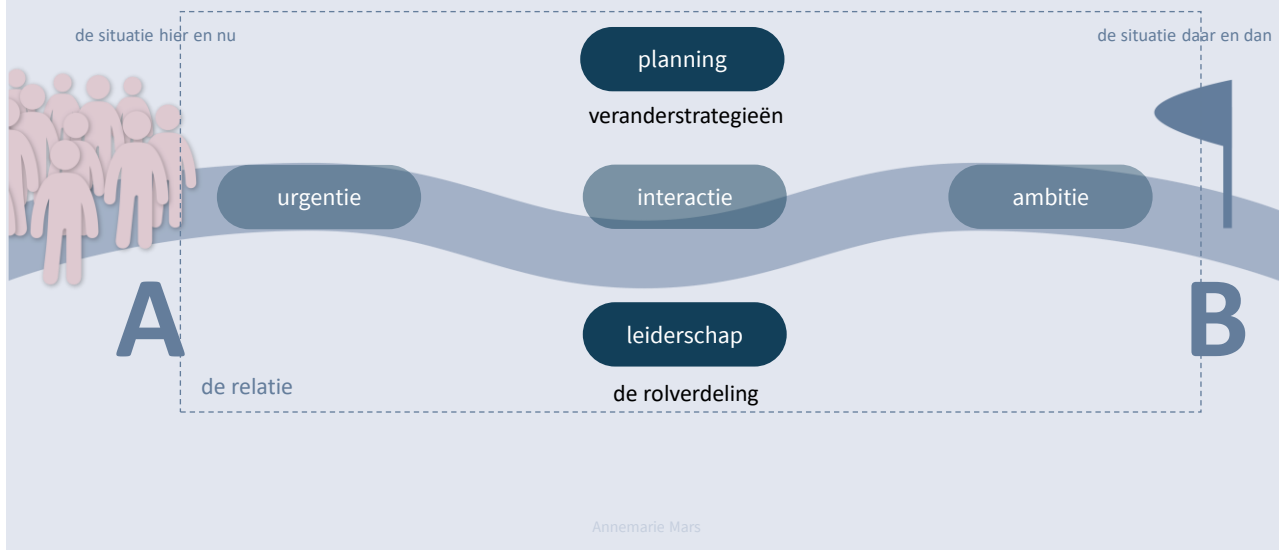 de situatie hier en nu
de situatie daar en dan
planning
veranderstrategieën
urgentie
interactie
ambitie
A
B
leiderschap
de relatie
de rolverdeling
Annemarie Mars